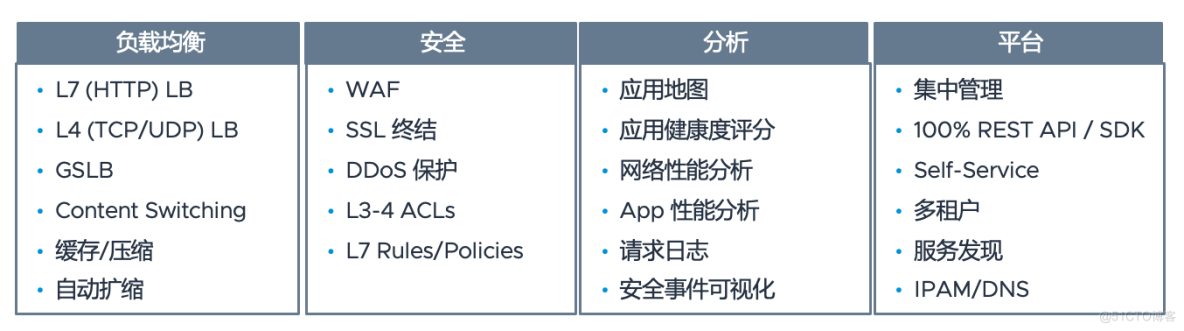 负载均衡
L7 (HTTP) LB
L4 (TCP/UDP) LB
GSLB
Content Switching
缓存/压缩
自动扩缩
安全
WAF
SSL 终结
DDoS 保护
L3-4 ACLs
L7 Rules/Policies
分析
应用地图
应用健康度评分
网络性能分析
App 性能分析
请求日志
安全事件可视化
平台
集中管理
100% REST API / SDK
Self-Service
多租户
服务发现
IPAM/DNS
@51CTO博客